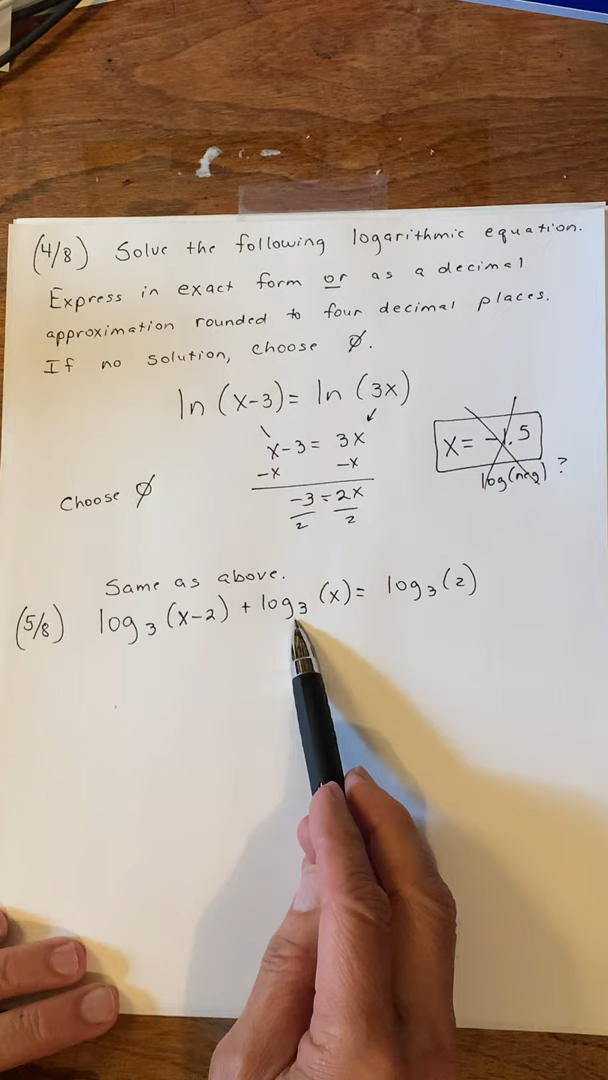 (4/8) Solve the following logarithmic equation.
Express in exact form or as a decimal
approximation rounded to four decimal places.
If no solution, choose ∅.
ln (x-3) = ln (3x)
x-3 = 3x
-x -x
-3 = 2x
2 2
x = -1.5
log(neg) ?
Choose ∅
Same as above.
(5/8) log₃ (x-2) + log₃ (x) = log₃ (2)